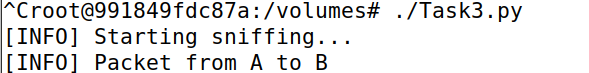 ^Croot@991849fdc87a:/volumes# ./Task3.py
[INFO] Starting sniffing...
[INFO] Packet from A to B